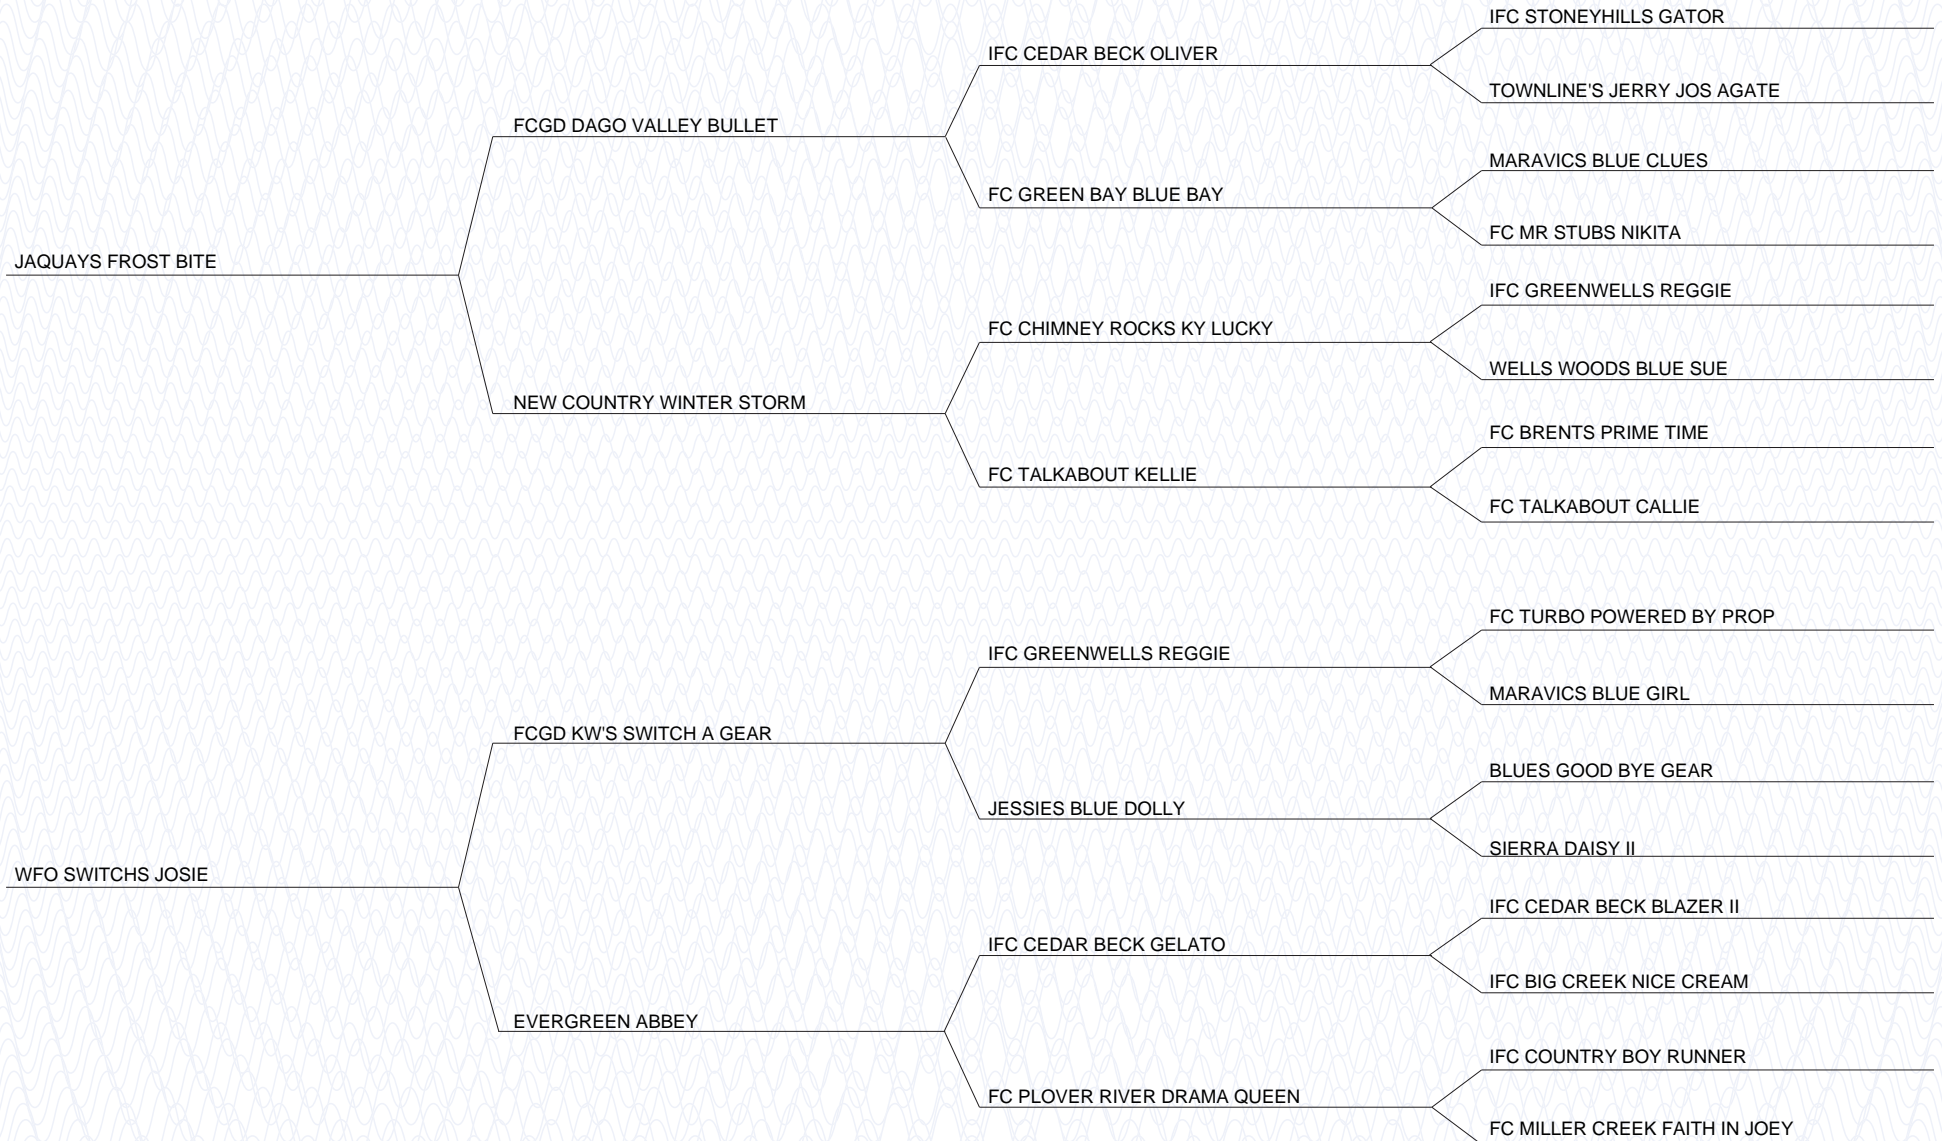 IFC STONEYHILLS GATOR
IFC CEDAR BECK OLIVER
TOWNLINE'S JERRY JOS AGATE
FCGD DAGO VALLEY BULLET
MARAVICS BLUE CLUES
FC GREEN BAY BLUE BAY
FC MR STUBS NIKITA
JAQUAYS FROST BITE
IFC GREENWELLS REGGIE
FC CHIMNEY ROCKS KY LUCKY
WELLS WOODS BLUE SUE
NEW COUNTRY WINTER STORM
FC BRENTS PRIME TIME
FC TALKABOUT KELLIE
FC TALKABOUT CALLIE
FC TURBO POWERED BY PROP
IFC GREENWELLS REGGIE
MARAVICS BLUE GIRL
FCGD KW'S SWITCH A GEAR
BLUES GOOD BYE GEAR
JESSIES BLUE DOLLY
SIERRA DAISY II
WFO SWITCHS JOSIE
IFC CEDAR BECK BLAZER II
IFC CEDAR BECK GELATO
IFC BIG CREEK NICE CREAM
EVERGREEN ABBEY
IFC COUNTRY BOY RUNNER
FC PLOVER RIVER DRAMA QUEEN
FC MILLER CREEK FAITH IN JOEY